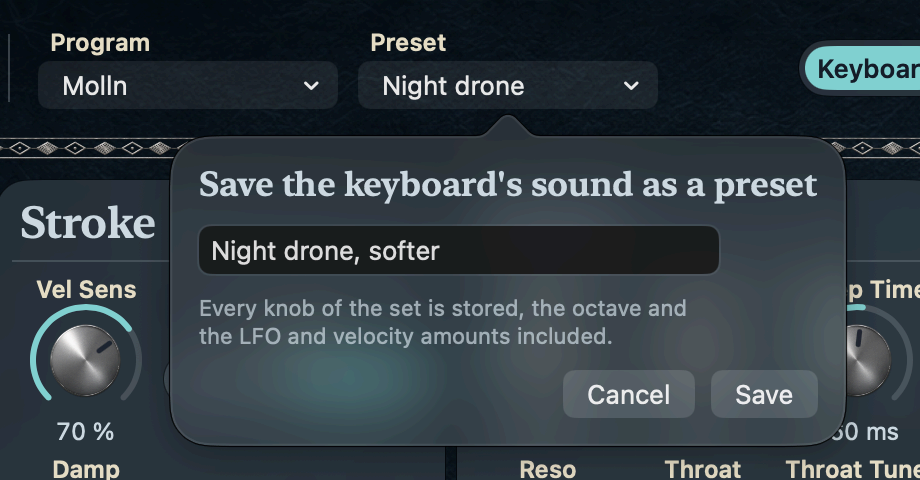 Program
Preset
Molln
Night drone
Save the keyboard's sound as a preset
Stroke
Night drone, softer
Vel Sens
Every knob of the set is stored, the octave and
the LFO and velocity amounts included.
Cancel
Save
70 %
ms
Damp
Reso
Throat
Throat Tune